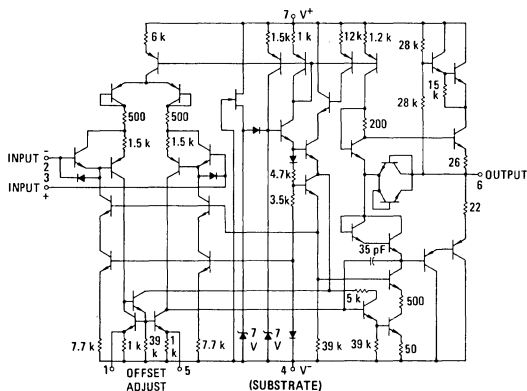 7 V+
6 k
1.5k
1 k
12k
1.2 k
28 k
15
k
500
500
200
28 k
1.5 k
1.5 k
26
INPUT -
2
3
INPUT
+
OUTPUT
6
4.7k
3.5k
22
35 pF
5 k
500
7
V
7
V
7.7 k
1 k
39
k
1
k
7.7 k
39 k
39 k
50
1
OFFSET
ADJUST
5
4
V-
(SUBSTRATE)